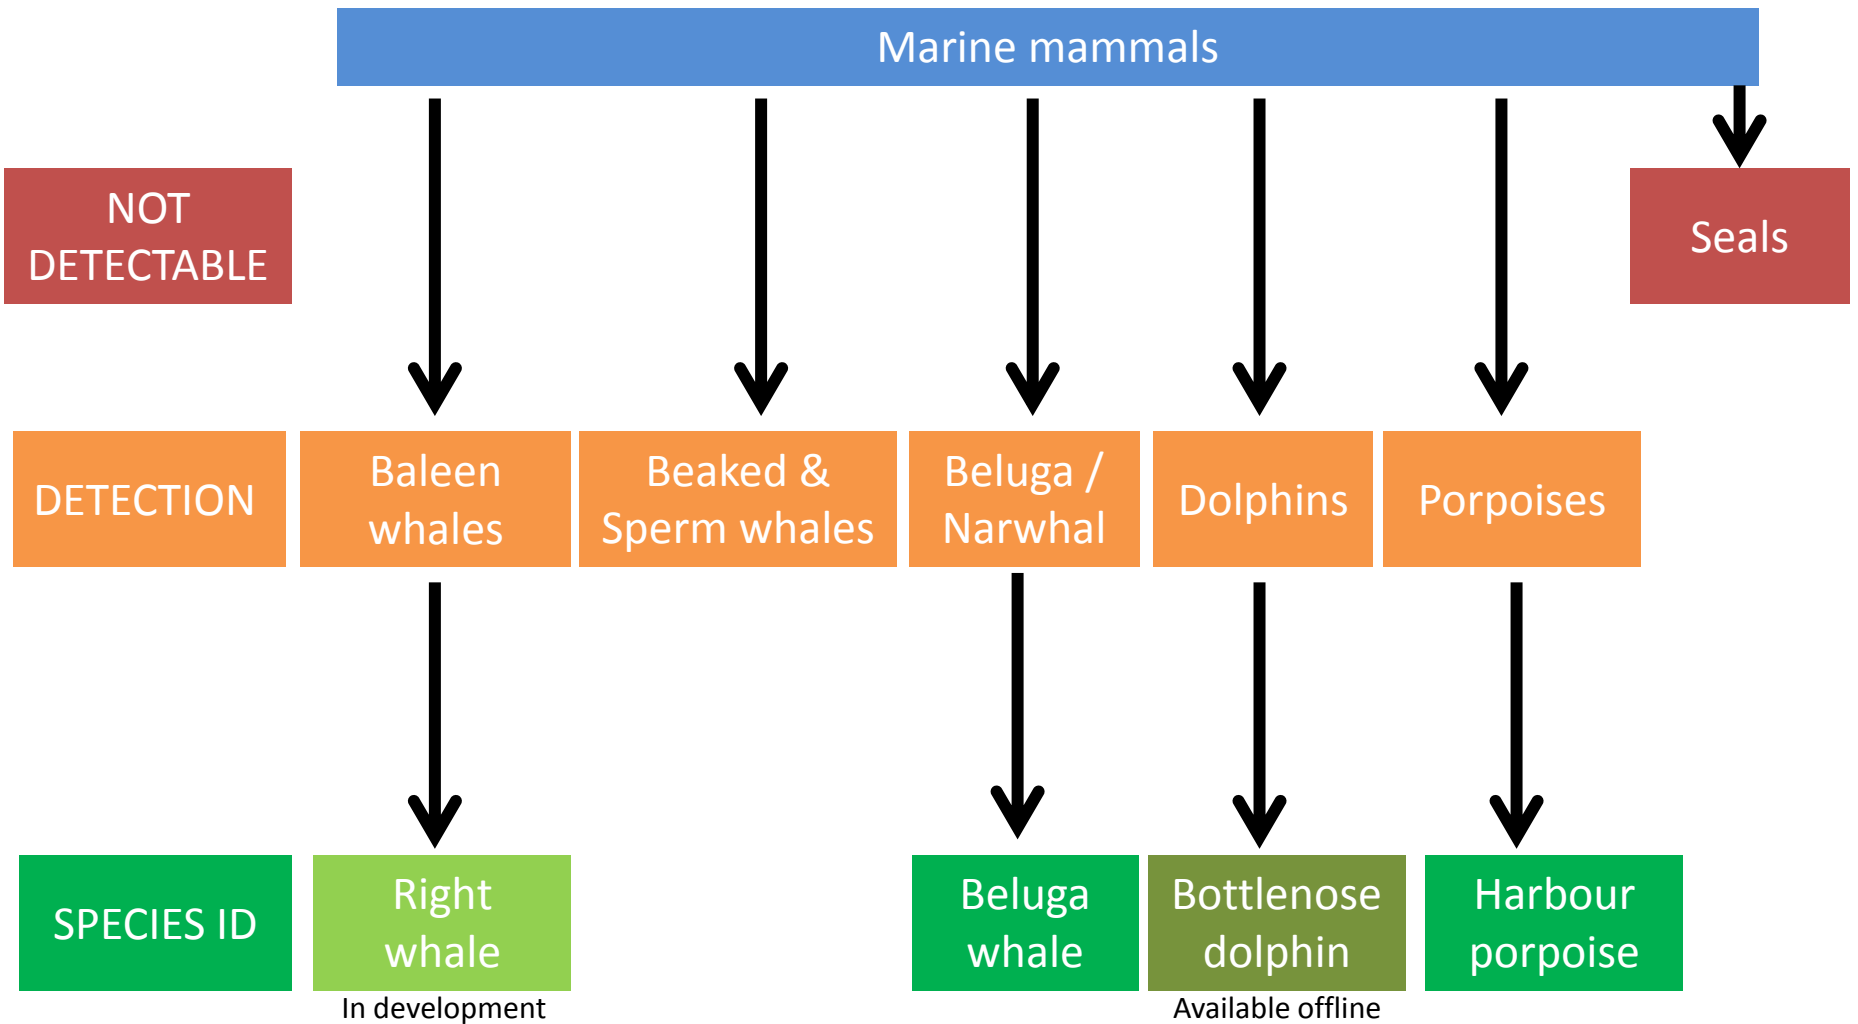 Marine mammals
NOT
DETECTABLE
Seals
DETECTION
Baleen
whales
Beaked &
Sperm whales
Beluga /
Narwhal
Dolphins
Porpoises
SPECIES ID
Right
whale
In development
Beluga
whale
Bottlenose
dolphin
Available offline
Harbour
porpoise